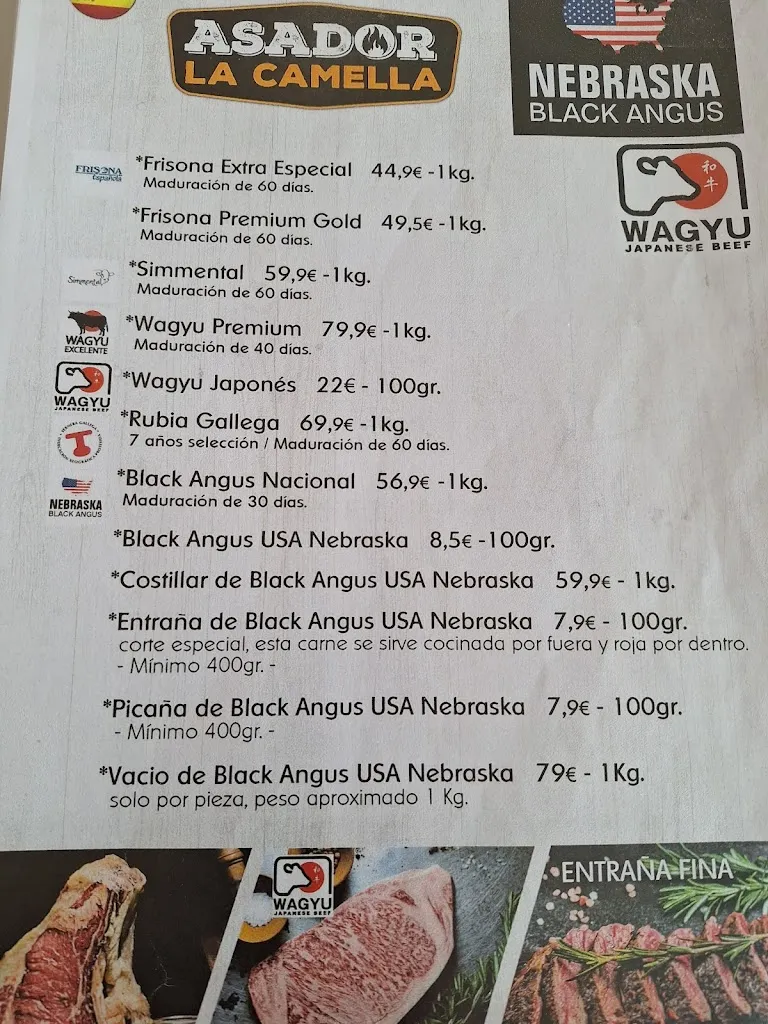 ASADOR
LA CAMELLA
NEBRASKA
BLACK ANGUS
和牛
WAGYU
JAPANESE BEEF
FRISONA
Española
*Frisona Extra Especial 44,9€ -1kg.
Maduración de 60 días.
*Frisona Premium Gold 49,5€ -1kg.
Maduración de 60 días.
Simmental
*Simmental 59,9€ -1kg.
Maduración de 60 días.
WAGYU
EXCELENTE
*Wagyu Premium 79,9€ -1kg.
Maduración de 40 días.
WAGYU
JAPANESE BEEF
*Wagyu Japonés 22€ - 100gr.
*Rubia Gallega 69,9€ -1kg.
7 años selección / Maduración de 60 días.
NEBRASKA
BLACK ANGUS
*Black Angus Nacional 56,9€ -1kg.
Maduración de 30 días.
*Black Angus USA Nebraska 8,5€ -100gr.
*Costillar de Black Angus USA Nebraska 59,9€ - 1kg.
*Entraña de Black Angus USA Nebraska 7,9€ - 100gr.
corte especial, esta carne se sirve cocinada por fuera y roja por dentro.
- Mínimo 400gr. -
*Picaña de Black Angus USA Nebraska 7,9€ - 100gr.
- Mínimo 400gr. -
*Vacio de Black Angus USA Nebraska 79€ - 1Kg.
solo por pieza, peso aproximado 1 Kg.
和牛
WAGYU
JAPANESE BEEF
ENTRAÑA FINA